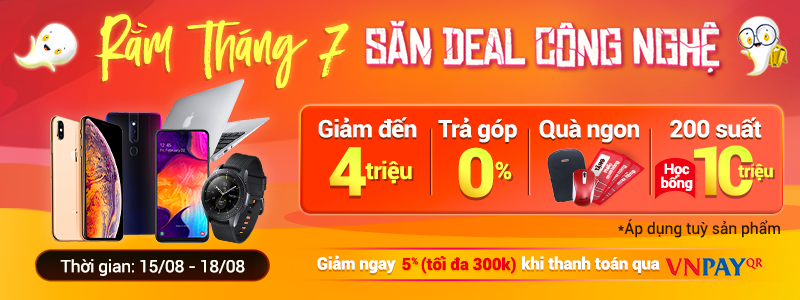 Rằm Tháng 7 SĂN DEAL CÔNG NGHỆ
Giảm đến
4 triệu
Trả góp
0%
Quà ngon
200 suất
Học bổng
10 triệu
*Áp dụng tuỳ sản phẩm
Thời gian: 15/08 - 18/08
Giảm ngay 5% (tối đa 300k) khi thanh toán qua VNPAYQR